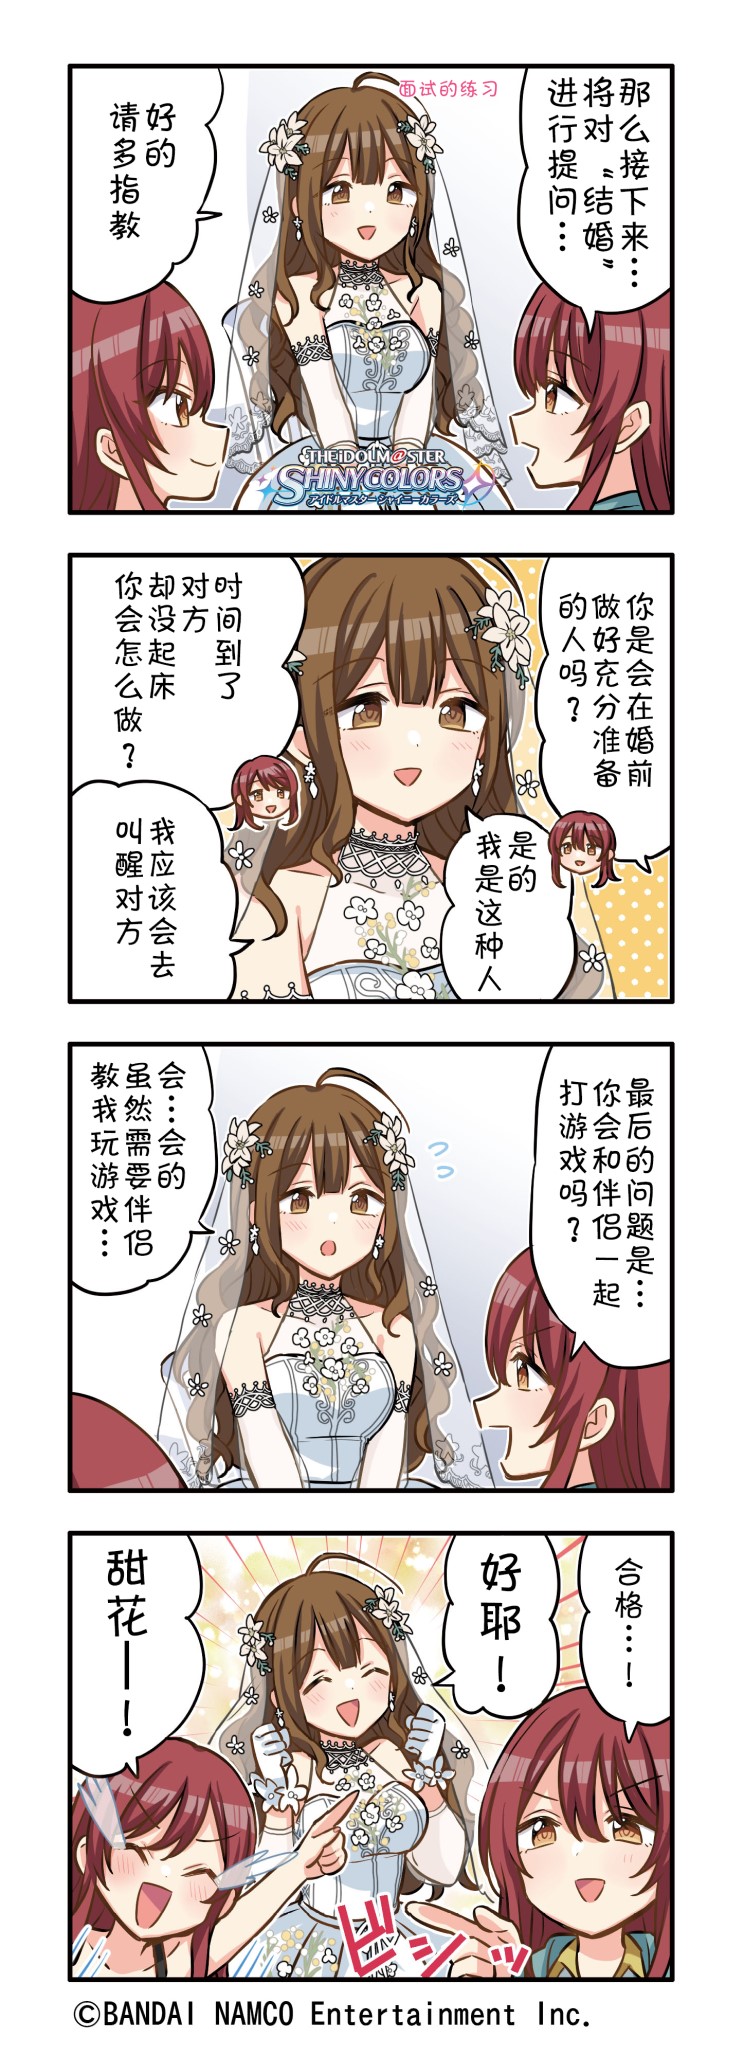 面试的练习
那么接下来…
将对“结婚”
进行提问…
好的
请多指教
THE IDOLM@STER
SHINY COLORS
アイドルマスターシャイニーカラーズ
你是会在婚前
做好充分准备
的人吗？
是的
我是这种人
时间到了
对方
却没起床
你会怎么做？
我应该会去
叫醒对方
最后的问题是…
你会和伴侣一起
打游戏吗？
会…会的
虽然需要伴侣
教我玩游戏…
合格…！
好耶！
甜花ー！
ビシッ
©BANDAI NAMCO Entertainment Inc.